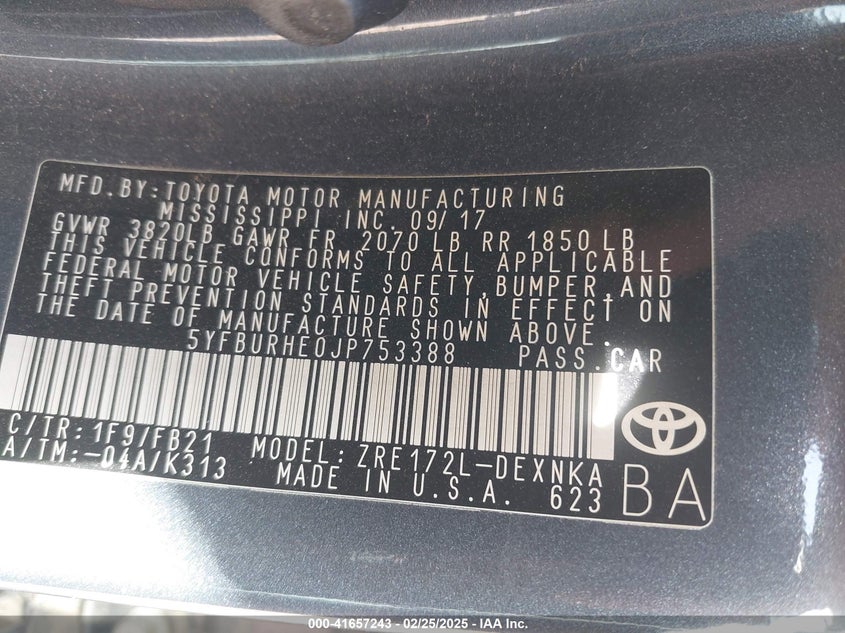 MFD. BY: TOYOTA MOTOR MANUFACTURING
MISSISSIPPI INC. 09/17
GVWR 3820LB GAWR FR 2070 LB RR 1850 LB
THIS VEHICLE CONFORMS TO ALL APPLICABLE
FEDERAL MOTOR VEHICLE SAFETY, BUMPER, AND
THEFT PREVENTION STANDARDS IN EFFECT ON
THE DATE OF MANUFACTURE SHOWN ABOVE.
5YFBURHE0JP753388 PASS. CAR
C/TR: 1F9/FB21 MODEL: ZRE172L-DEXNKA
A/TM: -04A/K313 MADE IN U.S.A. 623
BA
000-41657243 - 02/25/2025 - IAA Inc.